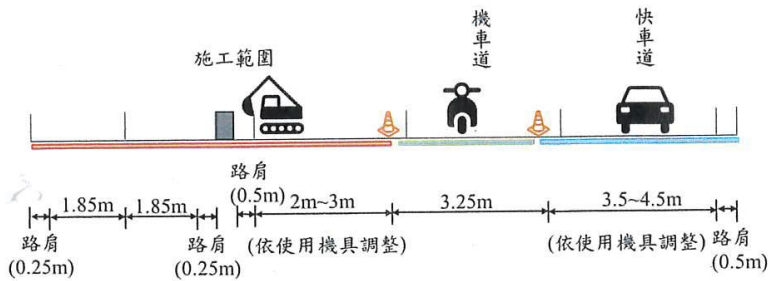 施工範圍
機車道
快車道
路肩
(0.5m)
1.85m
1.85m
2m~3m
3.25m
3.5~4.5m
路肩
(0.25m)
路肩
(0.25m)
(依使用機具調整)
(依使用機具調整)
路肩
(0.5m)